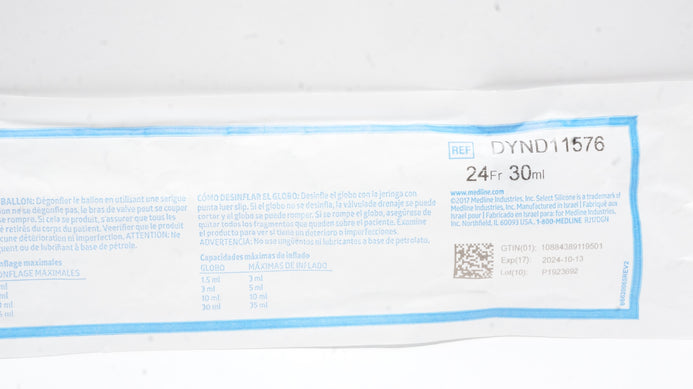 REF DYND11576
24Fr 30ml
www.medline.com
©2017 Medline Industries, Inc. Select Silicone is a trademark of
Medline Industries, Inc. Manufactured in Israel | Fabriqué aux
Israel pour | Fabricado en Israel para: for Medline Industries,
Inc. Northfield, IL 60093 USA. 1-800-MEDLINE RJ17DGN
GTIN(01): 10884389119501
Exp(17) 2024-10-13
Lot(10): P1923692
BALLON: Dégonfler le ballon en utilisant une seringue
ne se dégonfle pas, le bras de valve peut se couper
se rompre. Si cela se produit, s'assurer que tous les
retirés du corps du patient. Veérifier que le produit
cune détérioration ni imperfection. ATTENTION: Ne
ou de lubrifiant à base de pétrole.
nflage maximales
ONFLAGE MAXIMALES
CÓMO DESINFLAR EL GLOBO: Desinfle el globo con la jeringa con
punta luer slip. Si el globo no se desinfla, la válvula de drenaje se puede
cortar y el globo se puede romper. Si se rompe el globo, asegúrese de
quitar todos los fragmentos que queden sobre el paciente. Examine
el producto para ver si tiene un deterioro o imperfecciones.
ADVERTENCIA: No use ungüentos ni lubricantes a base de petrolato.
Capacidades máximas de inflado
GLOBO MÁXIMAS DE INFLADO
1.5 ml 3 ml
3 ml 5 ml
10 ml 10 ml
30 ml 35 ml